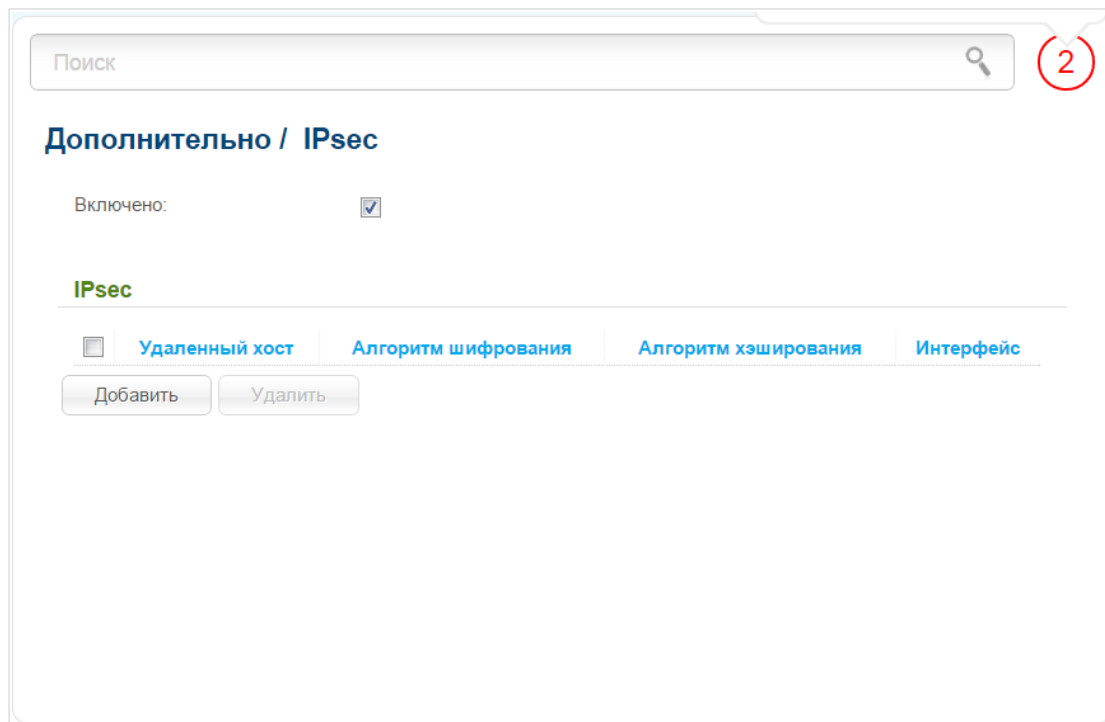 Поиск
2
Дополнительно / IPsec
Включено:
IPsec
Удаленный хост Алгоритм шифрования Алгоритм хэширования Интерфейс
Добавить Удалить